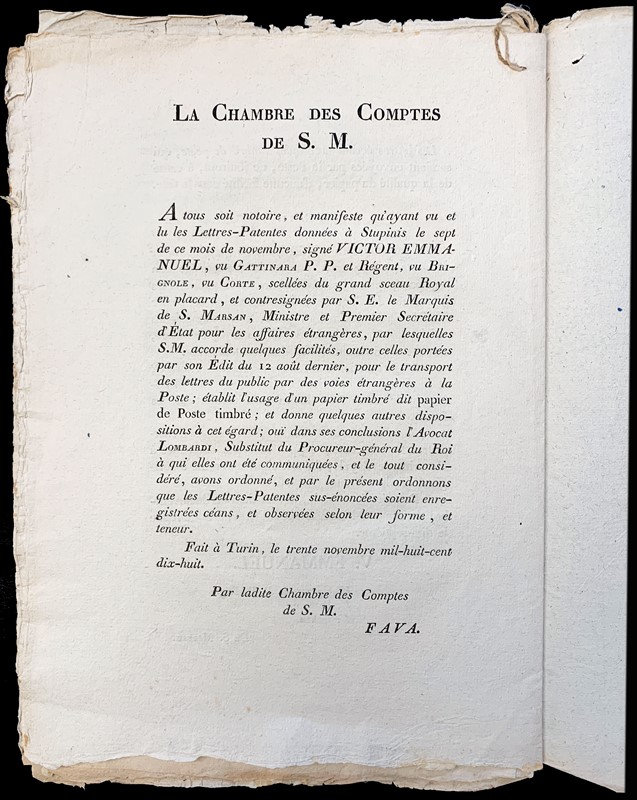 LA CHAMBRE DES COMPTES
DE S. M.
A tous soit notoire, et manifeste qu'ayant vu et
lu les Lettres-Patentes données à Stupinis le sept
de ce mois de novembre, signé VICTOR EMMA-
NUEL, vu GATTINARA P. P. et Régent, vu BRI-
GNOLE, vu CORTE, scellées du grand sceau Royal
en placard, et contresignées par S. E. le Marquis
de S. MARSAN, Ministre et Premier Secrétaire
d'État pour les affaires étrangères, par lesquelles
S.M. accorde quelques facilités, outre celles portées
par son Édit du 12 août dernier, pour le transport
des lettres du public par des voies étrangères à la
Poste; établit l'usage d'un papier timbré dit papier
de Poste timbré; et donne quelques autres dispo-
sitions à cet égard; ouï dans ses conclusions l'Avocat
LOMBARDI, Substitut du Procureur-général du Roi
à qui elles ont été communiquées, et le tout consi-
déré, avons ordonné, et par le présent ordonnons
que les Lettres-Patentes sus-énoncées soient enre-
gistrées céans, et observées selon leur forme, et
teneur.
Fait à Turin, le trente novembre mil-huit-cent
dix-huit.
Par ladite Chambre des Comptes
de S. M.
FAVA.